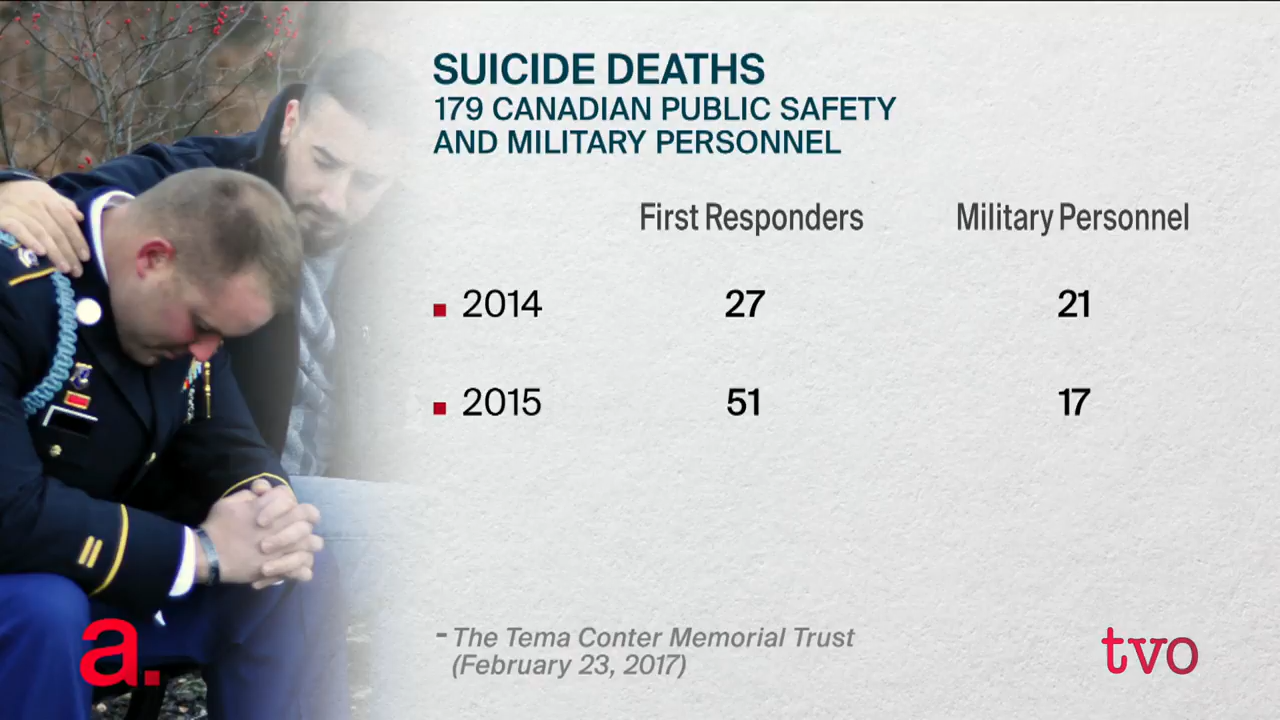 SUICIDE DEATHS
179 CANADIAN PUBLIC SAFETY
AND MILITARY PERSONNEL
First Responders Military Personnel
2014 27 21
2015 51 17
- The Tema Conter Memorial Trust
(February 23, 2017)
a.
tvo